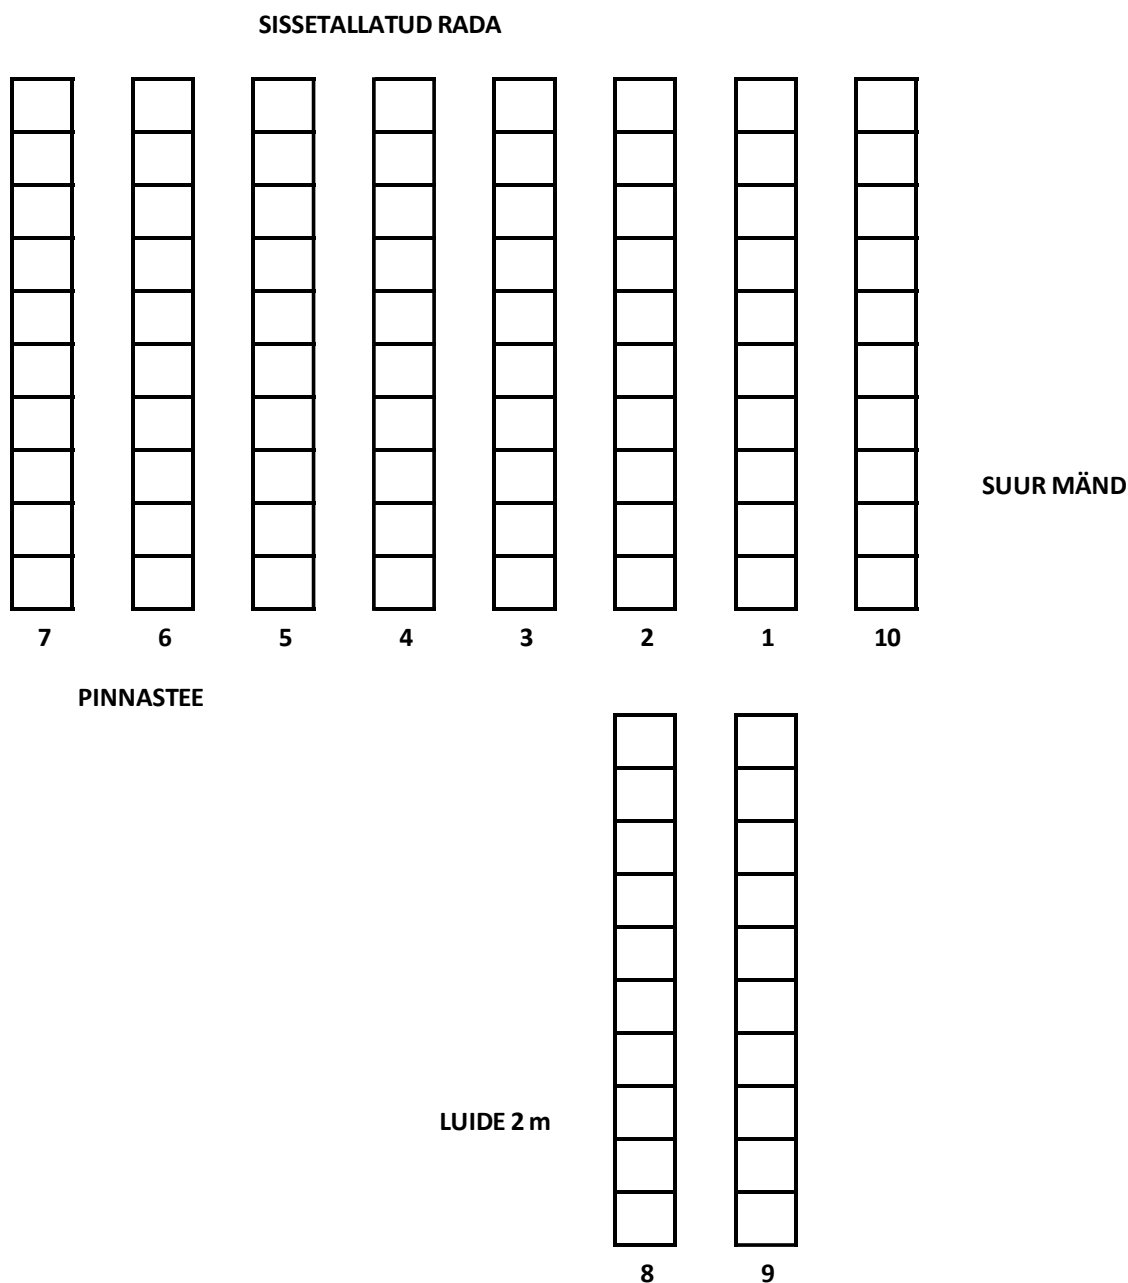 SISSETALLATUD RADA
SUUR MÄND
7 6 5 4 3 2 1 10
PINNASTEE
LUIDE 2 m
8 9